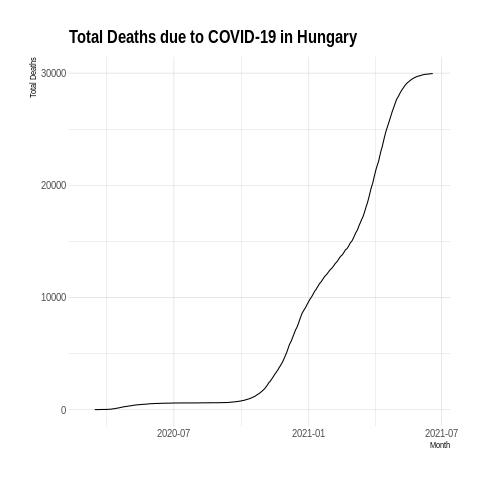 Total Deaths due to COVID-19 in Hungary
Total Deaths
30000
20000
10000
0
2020-07 2021-01 2021-07
Month